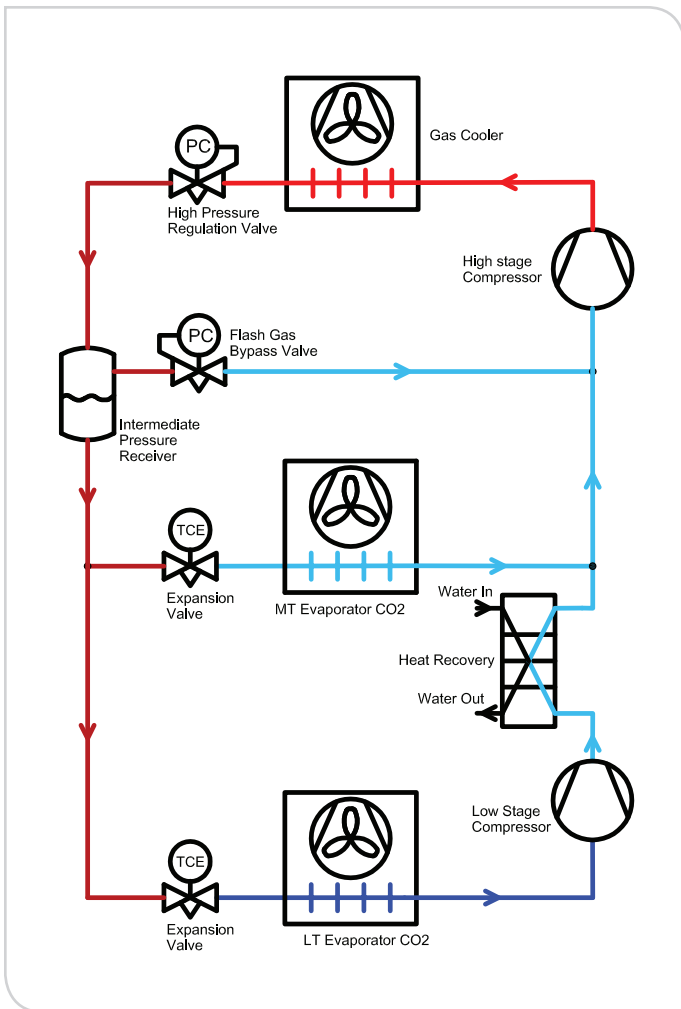 PC
Gas Cooler
High Pressure
Regulation Valve
High stage
Compressor
PC
Flash Gas
Bypass Valve
Intermediate
Pressure
Receiver
TCE
Expansion
Valve
MT Evaporator CO2
Water In
Heat Recovery
Water Out
Low Stage
Compressor
TCE
Expansion
Valve
LT Evaporator CO2